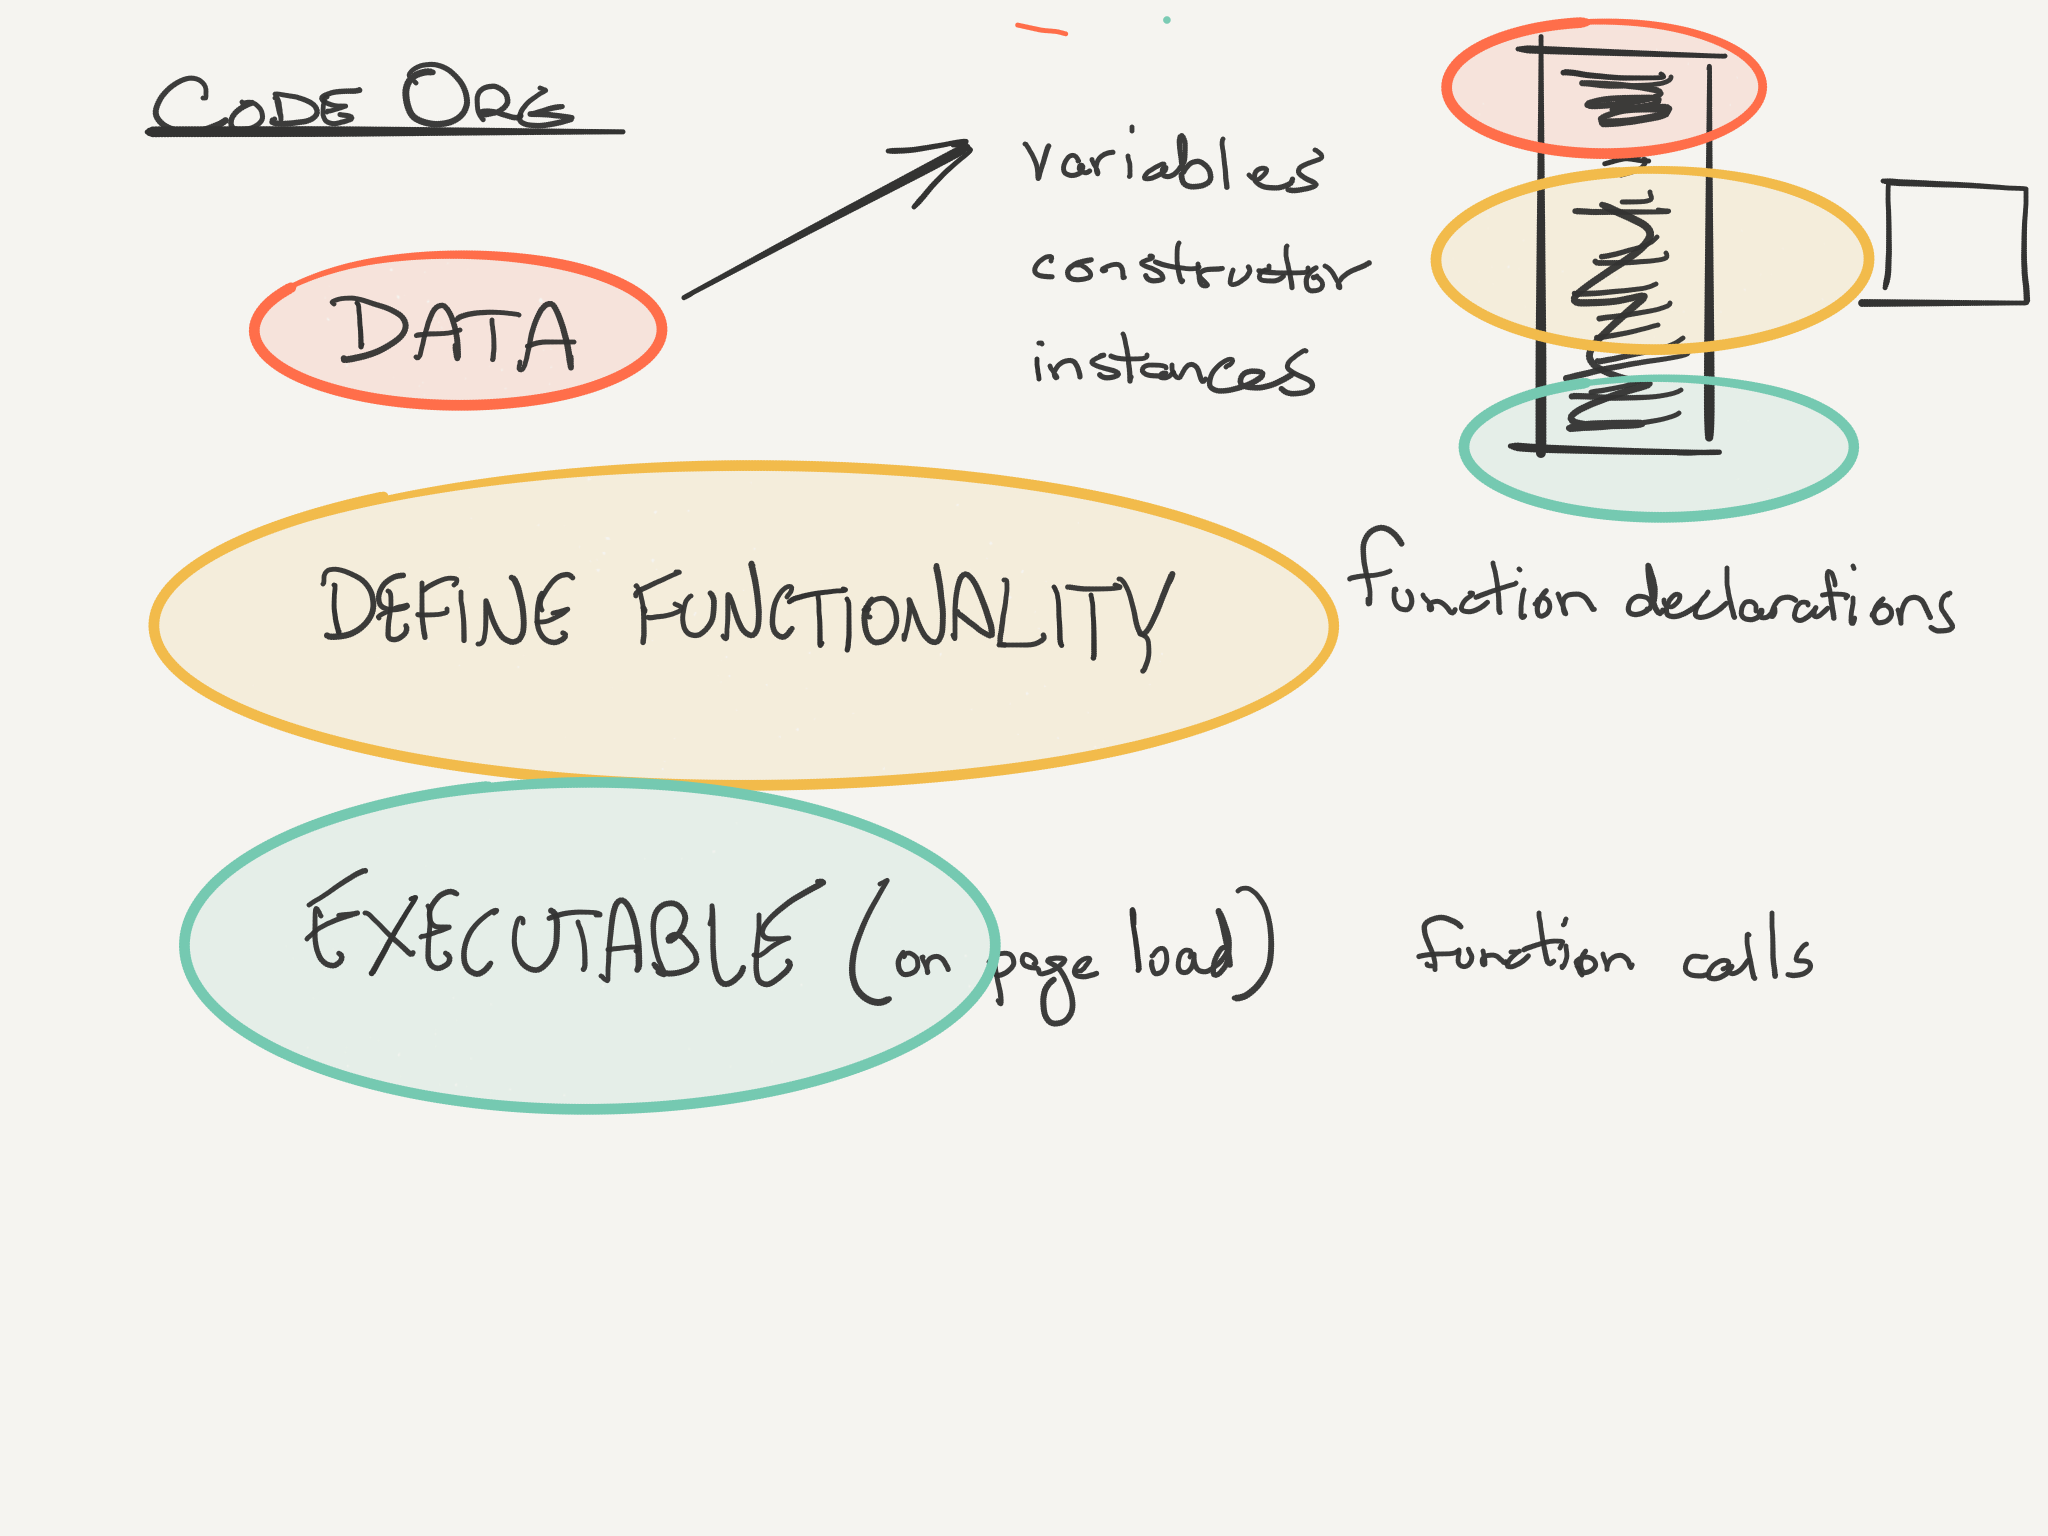 CODE ORG
variables
constructor
instances
DATA
DEFINE FUNCTIONALITY
function declarations
EXECUTABLE (on page load)
function calls